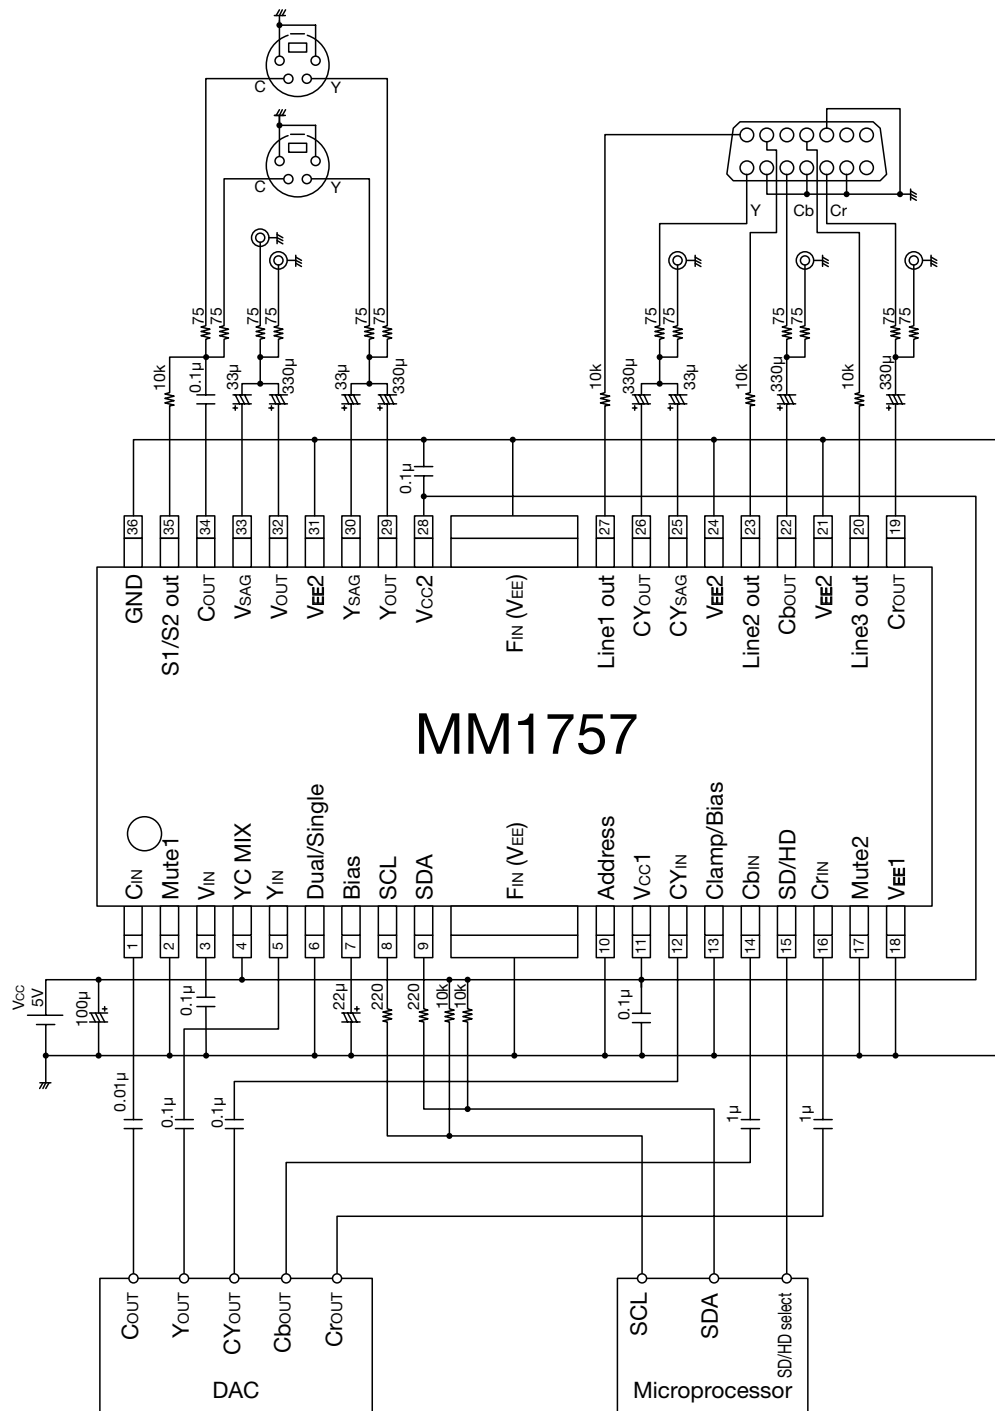 C Y
C Y
Y Cb Cr
75 75 75 75 75 75 75 75 75 75 75 75
10k 0.1µ 33µ 330µ 33µ 330µ 10k 330µ 33µ 10k 330µ 10k 330µ
0.1µ
36 35 34 33 32 31 30 29 28 27 26 25 24 23 22 21 20 19
GND
S1/S2 out
COUT
VSAG
VOUT
VEE2
YSAG
YOUT
VCC2
FIN (VEE)
Line1 out
CYOUT
CYSAG
VEE2
Line2 out
CbOUT
VEE2
Line3 out
CrOUT
MM1757
CIN
Mute1
VIN
YC MIX
YIN
Dual/Single
Bias
SCL
SDA
FIN (VEE)
Address
VCC1
CYIN
Clamp/Bias
CbIN
SD/HD
CrIN
Mute2
VEE1
1 2 3 4 5 6 7 8 9 10 11 12 13 14 15 16 17 18
VCC
5V
100µ 0.1µ 22µ 220 220 10k 10k 0.1µ
0.01µ 0.1µ 0.1µ 1µ 1µ
COUT
YOUT
CYOUT
CbOUT
CrOUT
DAC
SCL
SDA
SD/HD select
Microprocessor